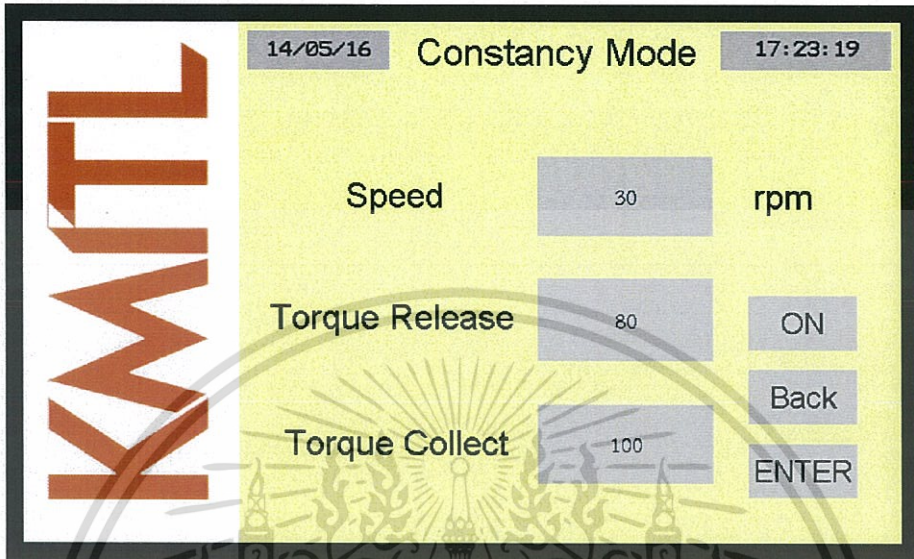 KMITL
14/05/16 Constancy Mode 17:23:19
Speed 30 rpm
Torque Release 80 ON
Back
Torque Collect 100
ENTER